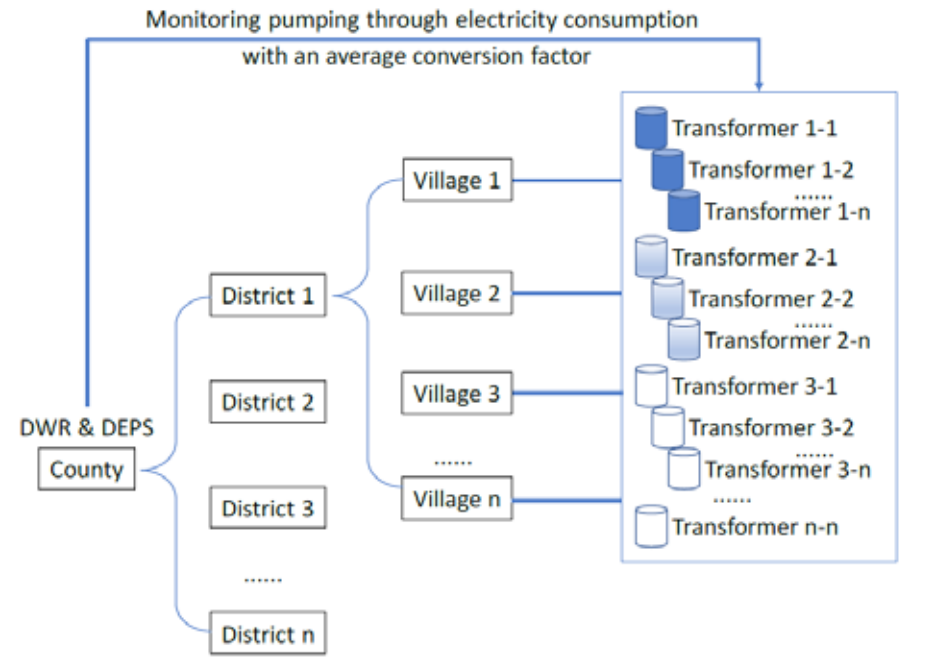 Monitoring pumping through electricity consumption
with an average conversion factor
DWR & DEPS
County
District 1
District 2
District 3
......
District n
Village 1
Village 2
Village 3
......
Village n
Transformer 1-1
Transformer 1-2
......
Transformer 1-n
Transformer 2-1
Transformer 2-2
......
Transformer 2-n
Transformer 3-1
Transformer 3-2
......
Transformer 3-n
......
Transformer n-n